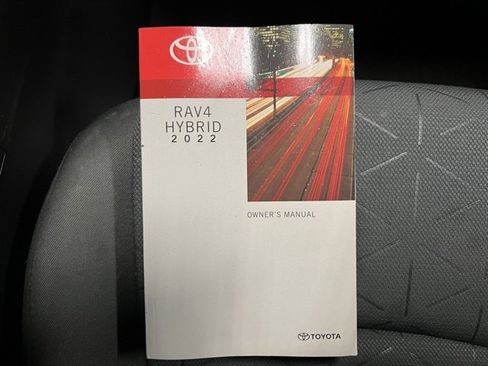 RAV4
HYBRID
2022
OWNER'S MANUAL
TOYOTA